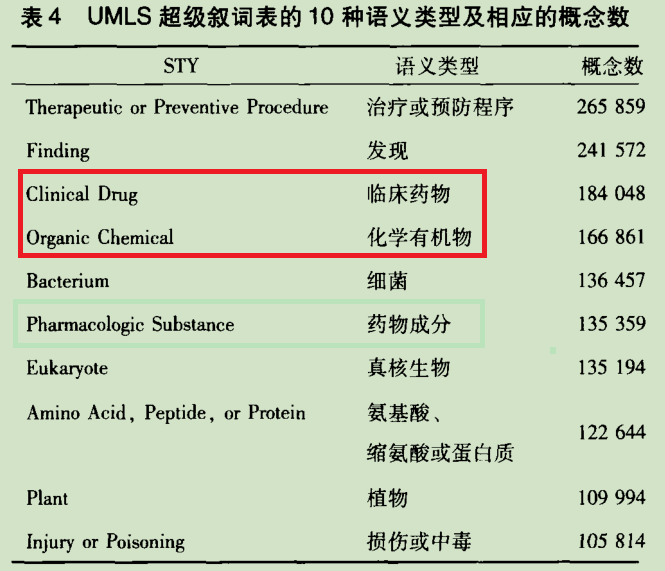 表4 UMLS 超级叙词表的 10 种语义类型及相应的概念数
STY 语义类型 概念数
Therapeutic or Preventive Procedure 治疗或预防程序 265 859
Finding 发现 241 572
Clinical Drug 临床药物 184 048
Organic Chemical 化学有机物 166 861
Bacterium 细菌 136 457
Pharmacologic Substance 药物成分 135 359
Eukaryote 真核生物 135 194
Amino Acid, Peptide, or Protein 氨基酸、
缩氨酸或蛋白质 122 644
Plant 植物 109 994
Injury or Poisoning 损伤或中毒 105 814